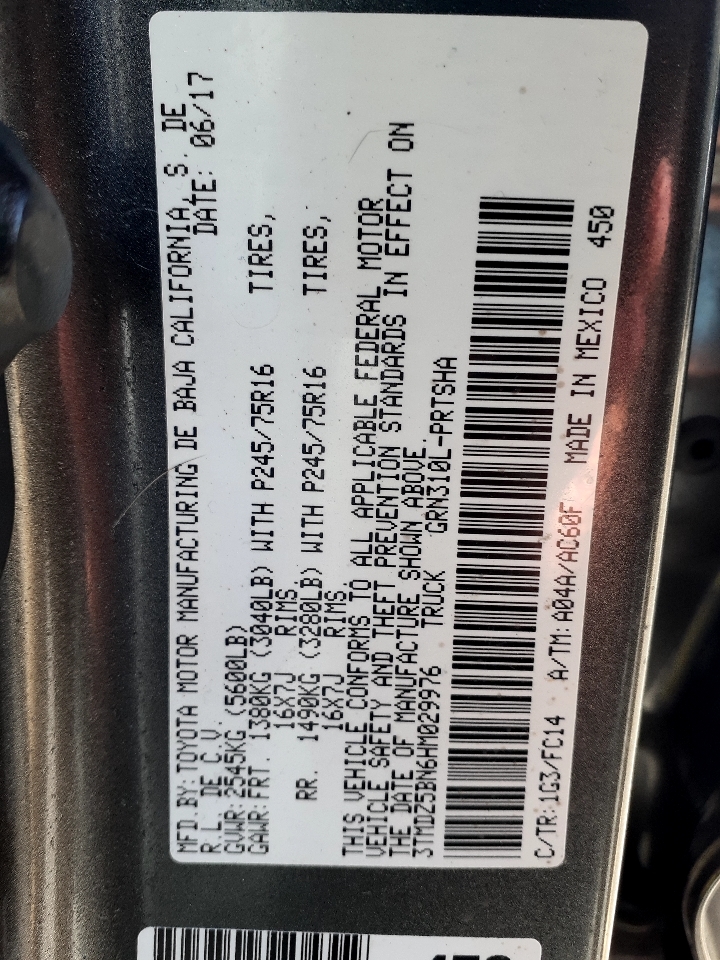 MFD BY: TOYOTA MOTOR MANUFACTURING DE BAJA CALIFORNIA, S. DE
R.L. DE C.V. DATE: 06/17
GVWR: 2545KG (5600LB)
GAWR: FRT. 1380KG (3040LB) WITH P245/75R16 TIRES,
16X7J RIMS,
RR. 1490KG (3280LB) WITH P245/75R16 TIRES,
16X7J RIMS,
THIS VEHICLE CONFORMS TO ALL APPLICABLE FEDERAL MOTOR
VEHICLE SAFETY AND THEFT PREVENTION STANDARDS IN EFFECT ON
THE DATE OF MANUFACTURE SHOWN ABOVE.
3TMDZ5BN6HM029976 TRUCK GRN310L-PRTSHA
C/TR: 1G3/FC14 A/TM: A04A/AC60F MADE IN MEXICO 450